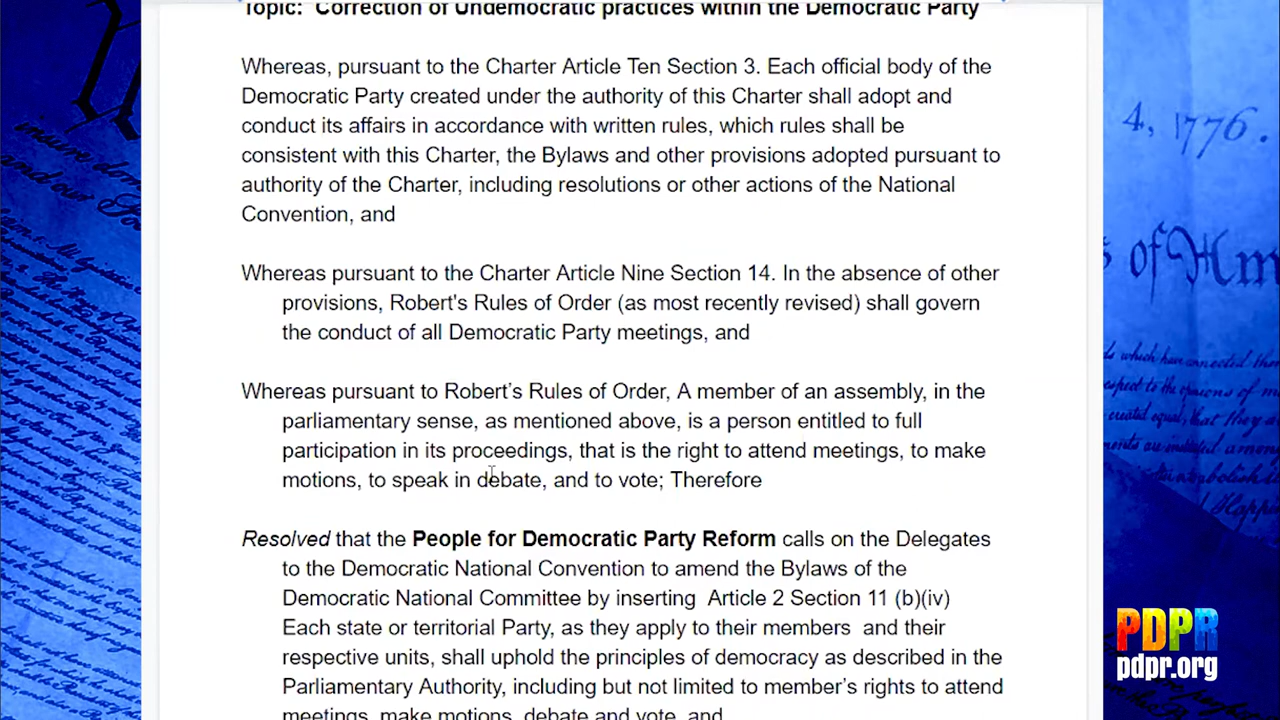 Topic: Correction of Undemocratic practices within the Democratic Party
Whereas, pursuant to the Charter Article Ten Section 3. Each official body of the
Democratic Party created under the authority of this Charter shall adopt and
conduct its affairs in accordance with written rules, which rules shall be
consistent with this Charter, the Bylaws and other provisions adopted pursuant to
authority of the Charter, including resolutions or other actions of the National
Convention, and
Whereas pursuant to the Charter Article Nine Section 14. In the absence of other
provisions, Robert's Rules of Order (as most recently revised) shall govern
the conduct of all Democratic Party meetings, and
Whereas pursuant to Robert’s Rules of Order, A member of an assembly, in the
parliamentary sense, as mentioned above, is a person entitled to full
participation in its proceedings, that is the right to attend meetings, to make
motions, to speak in debate, and to vote; Therefore
Resolved that the People for Democratic Party Reform calls on the Delegates
to the Democratic National Convention to amend the Bylaws of the
Democratic National Committee by inserting Article 2 Section 11 (b)(iv)
Each state or territorial Party, as they apply to their members and their
respective units, shall uphold the principles of democracy as described in the
Parliamentary Authority, including but not limited to member’s rights to attend
meetings, make motions, debate and vote, and
4, 1776.
of
PDPR
pdpr.org